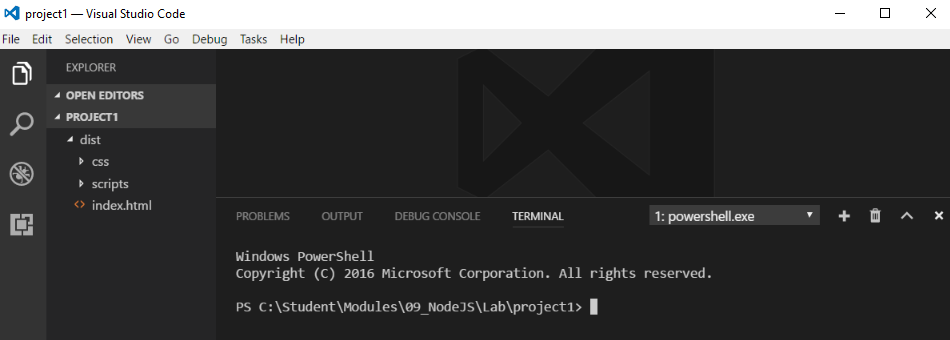 project1 — Visual Studio Code
File Edit Selection View Go Debug Tasks Help
EXPLORER
OPEN EDITORS
PROJECT1
dist
css
scripts
<> index.html
PROBLEMS OUTPUT DEBUG CONSOLE TERMINAL 1: powershell.exe
Windows PowerShell
Copyright (C) 2016 Microsoft Corporation. All rights reserved.
PS C:\Student\Modules\09_NodeJS\Lab\project1>